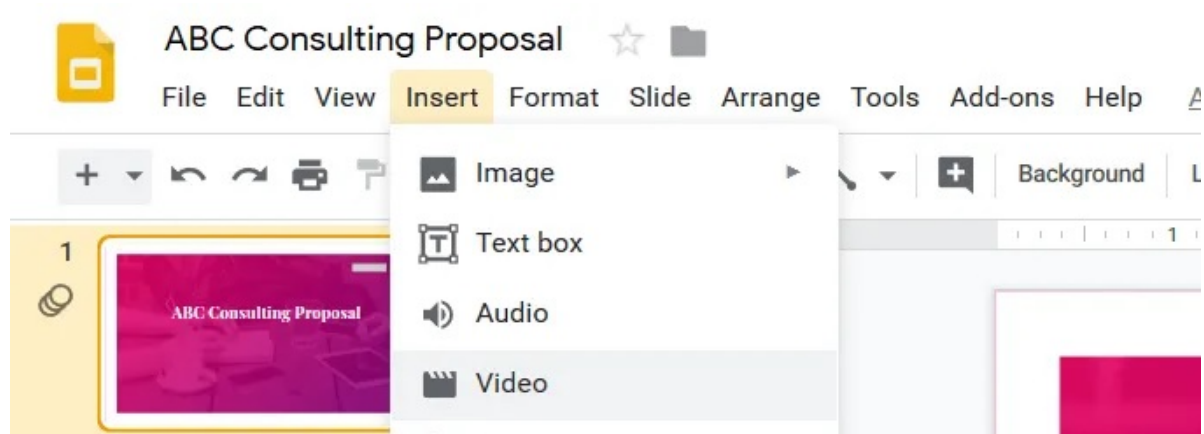 ABC Consulting Proposal
File Edit View Insert Format Slide Arrange Tools Add-ons Help
Image
Background
Text box
1
1
ABC Consulting Proposal
Audio
Video